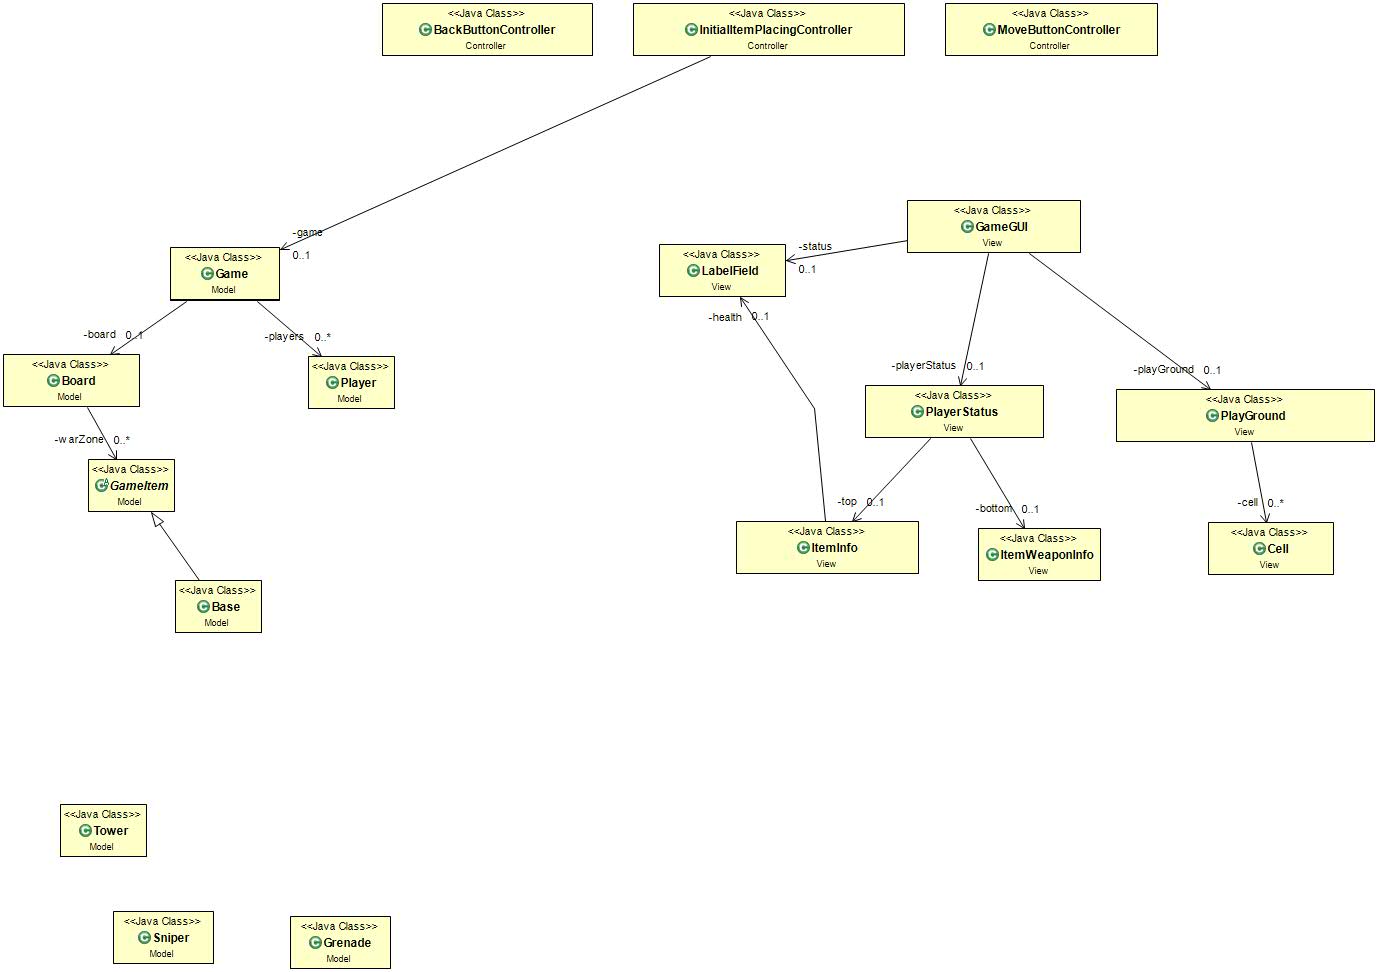 <<Java Class>>
BackButtonController
Controller
<<Java Class>>
InitialItemPlacingController
Controller
<<Java Class>>
MoveButtonController
Controller
-game
0..1
<<Java Class>>
Game
Model
<<Java Class>>
GameGUI
View
-status
0..1
<<Java Class>>
LabelField
View
-health 0..1
-board 0..1
-players 0..*
<<Java Class>>
Board
Model
<<Java Class>>
Player
Model
-playerStatus 0..1
-playGround 0..1
<<Java Class>>
PlayerStatus
View
<<Java Class>>
PlayGround
View
-warZone 0..*
<<Java Class>>
GameItem
Model
-top 0..1
-bottom 0..1
-cell 0..*
<<Java Class>>
ItemInfo
View
<<Java Class>>
ItemWeaponInfo
View
<<Java Class>>
Cell
View
<<Java Class>>
Base
Model
<<Java Class>>
Tower
Model
<<Java Class>>
Sniper
Model
<<Java Class>>
Grenade
Model